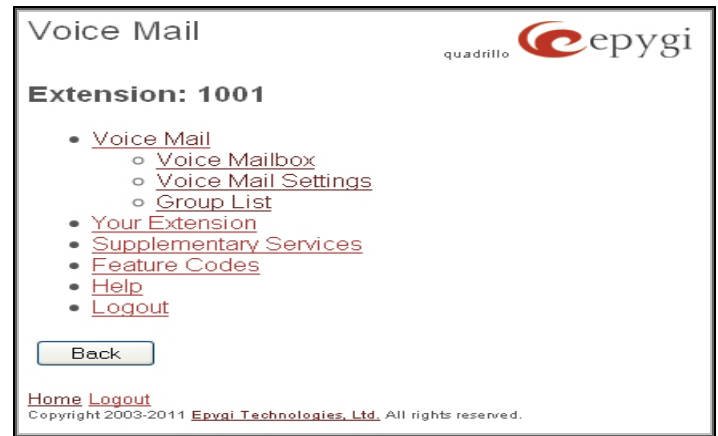 Voice Mail
quadrillo epygi
Extension: 1001
Voice Mail
Voice Mailbox
Voice Mail Settings
Group List
Your Extension
Supplementary Services
Feature Codes
Help
Logout
Back
Home Logout
Copyright 2003-2011 Epygi Technologies, Ltd. All rights reserved.